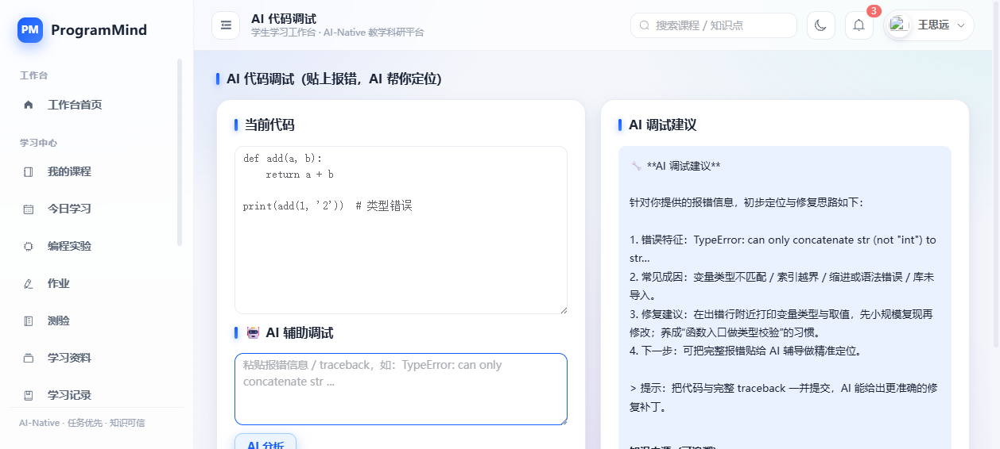 PM ProgramMind
工作台
工作台首页
学习中心
我的课程
今日学习
编程实验
作业
测验
学习资料
学习记录
AI-Native · 任务优先 · 知识可信
AI 代码调试
学生学习工作台 · AI-Native 教学科研平台
搜索课程 / 知识点
3
王思远
AI 代码调试（贴上报错，AI 帮你定位）
当前代码
def add(a, b):
    return a + b
print(add(1, '2'))  # 类型错误
AI 辅助调试
粘贴报错信息 / traceback，如：TypeError: can only
concatenate str ...
AI 分析
AI 调试建议
**AI 调试建议**
针对你提供的报错信息，初步定位与修复思路如下：
1. 错误特征：TypeError: can only concatenate str (not "int") to
str...
2. 常见成因：变量类型不匹配 / 索引越界 / 缩进或语法错误 / 库未
导入。
3. 修复建议：在出错行附近打印变量类型与取值，先小规模复现再
修改；养成“函数入口做类型校验”的习惯。
4. 下一步：可把完整报错贴给 AI 辅导做精准定位。
> 提示：把代码与完整 traceback 一并提交，AI 能给出更准确的修
复补丁。